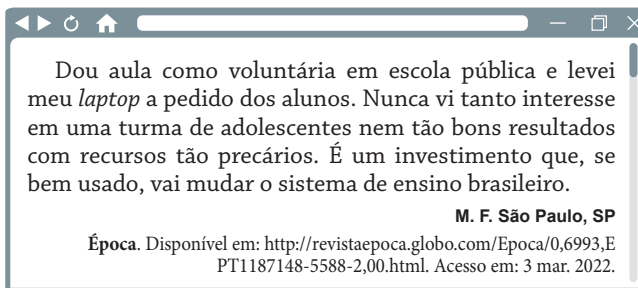 Dou aula como voluntária em escola pública e levei
meu laptop a pedido dos alunos. Nunca vi tanto interesse
em uma turma de adolescentes nem tão bons resultados
com recursos tão precários. É um investimento que, se
bem usado, vai mudar o sistema de ensino brasileiro.
M. F. São Paulo, SP
Época. Disponível em: http://revistaepoca.globo.com/Epoca/0,6993,E
PT1187148-5588-2,00.html. Acesso em: 3 mar. 2022.